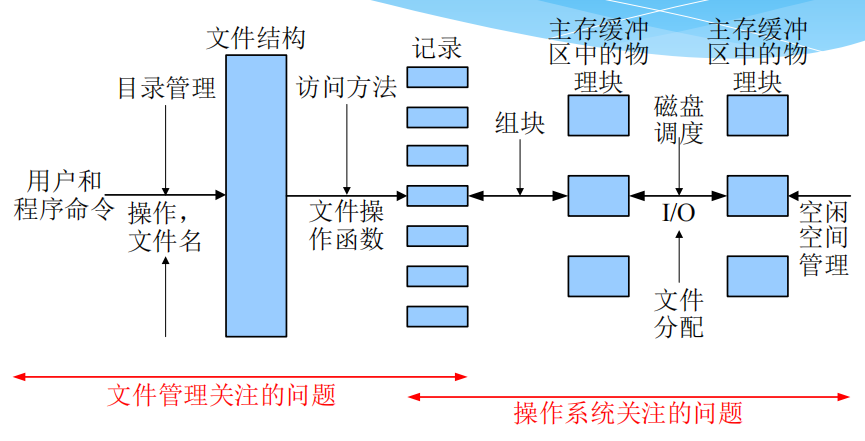 文件结构
目录管理
用户和
程序命令
操作，
文件名
访问方法
文件操
作函数
记录
组块
主存缓冲
区中的物
理块
磁盘
调度
I/O
文件
分配
主存缓冲
区中的物
理块
空闲
空间
管理
文件管理关注的问题
操作系统关注的问题